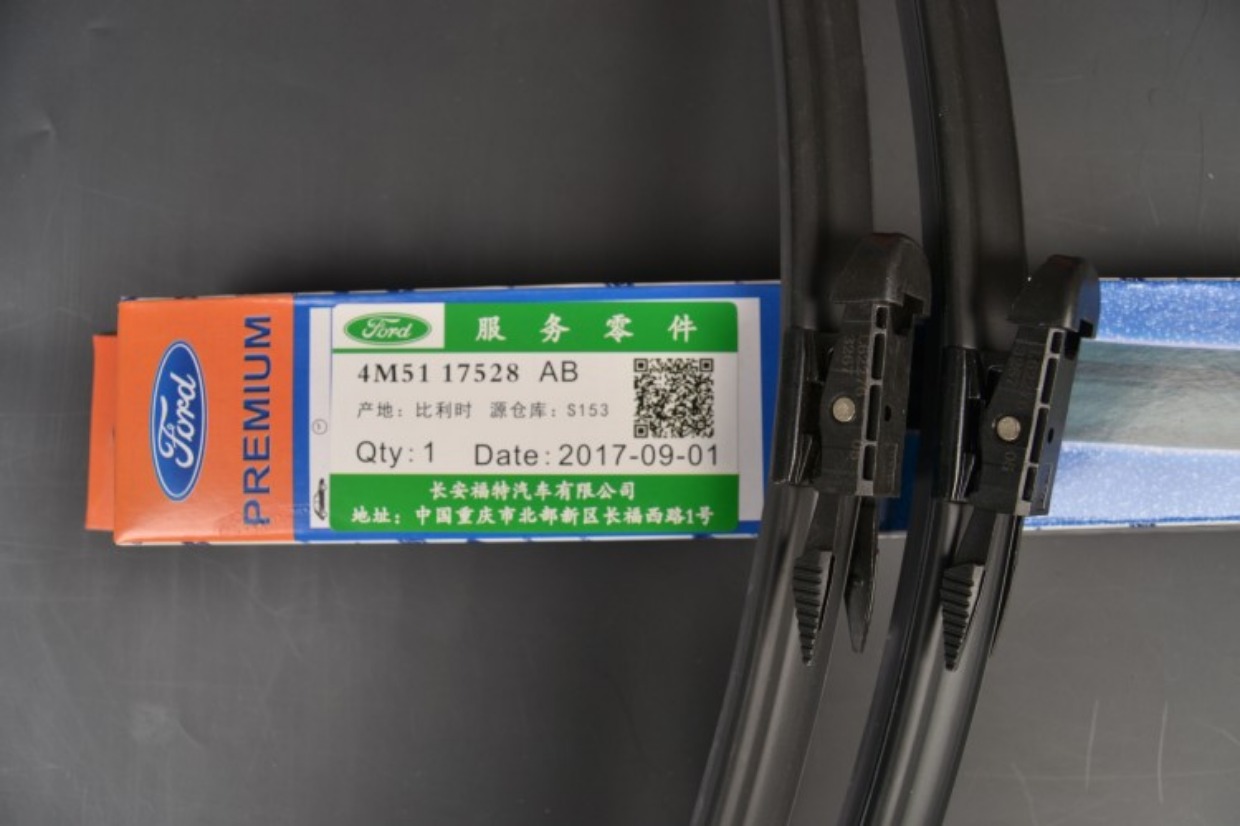 Ford
PREMIUM
Ford
服务零件
4M51 17528 AB
产地：比利时 源仓库：S153
Qty：1 Date：2017-09-01
长安福特汽车有限公司
地址：中国重庆市北部新区长福西路1号